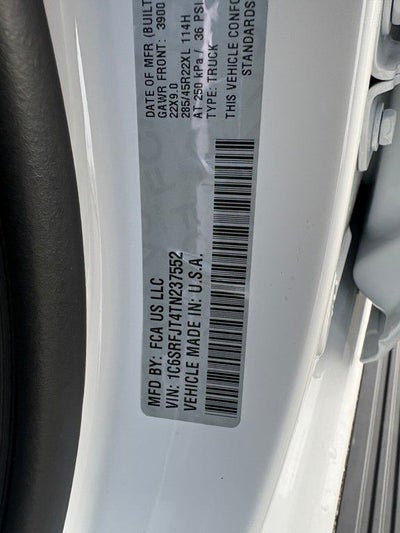 MFD BY: FCA US LLC
VIN: 1C6SRFJT4TN237552
VEHICLE MADE IN: U.S.A.
DATE OF MFR (BUILT
GAWR FRONT: 3900
22X9.0
285/45R22XL 114H
AT 250 kPa / 36 PSI
TYPE: TRUCK
THIS VEHICLE CONFO
STANDARDS